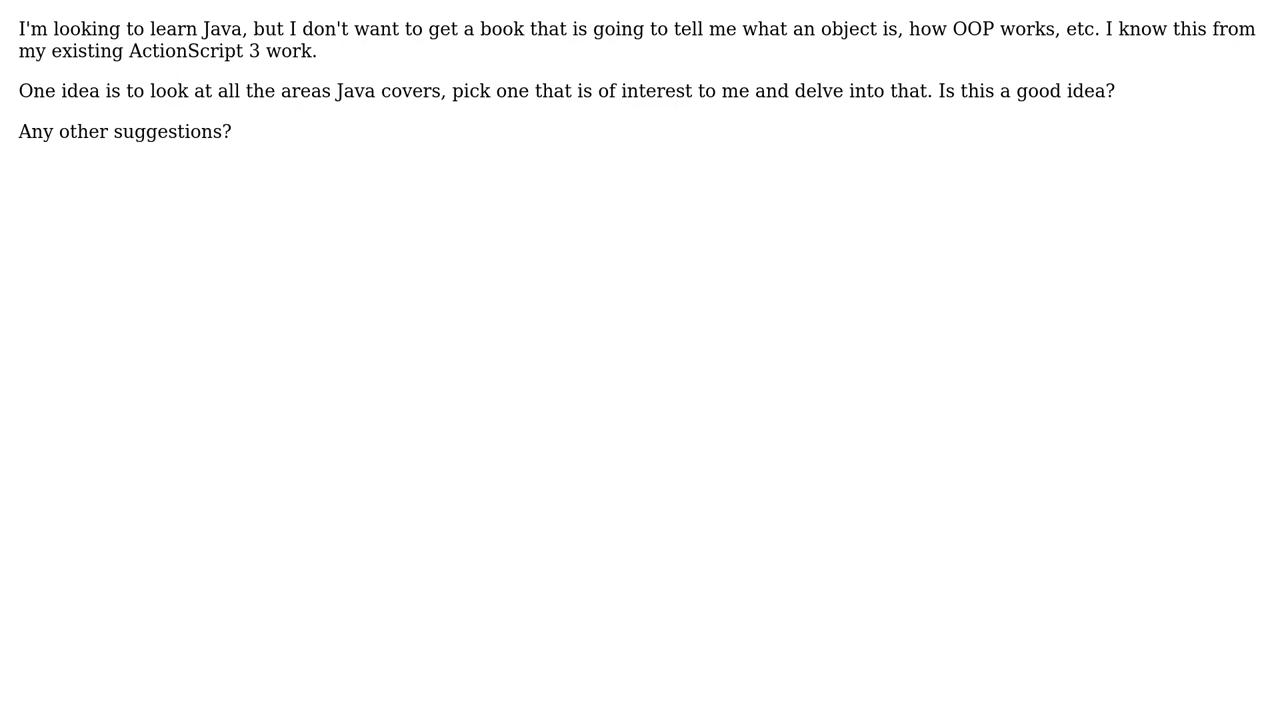 I'm looking to learn Java, but I don't want to get a book that is going to tell me what an object is, how OOP works, etc. I know this from
my existing ActionScript 3 work.
One idea is to look at all the areas Java covers, pick one that is of interest to me and delve into that. Is this a good idea?
Any other suggestions?